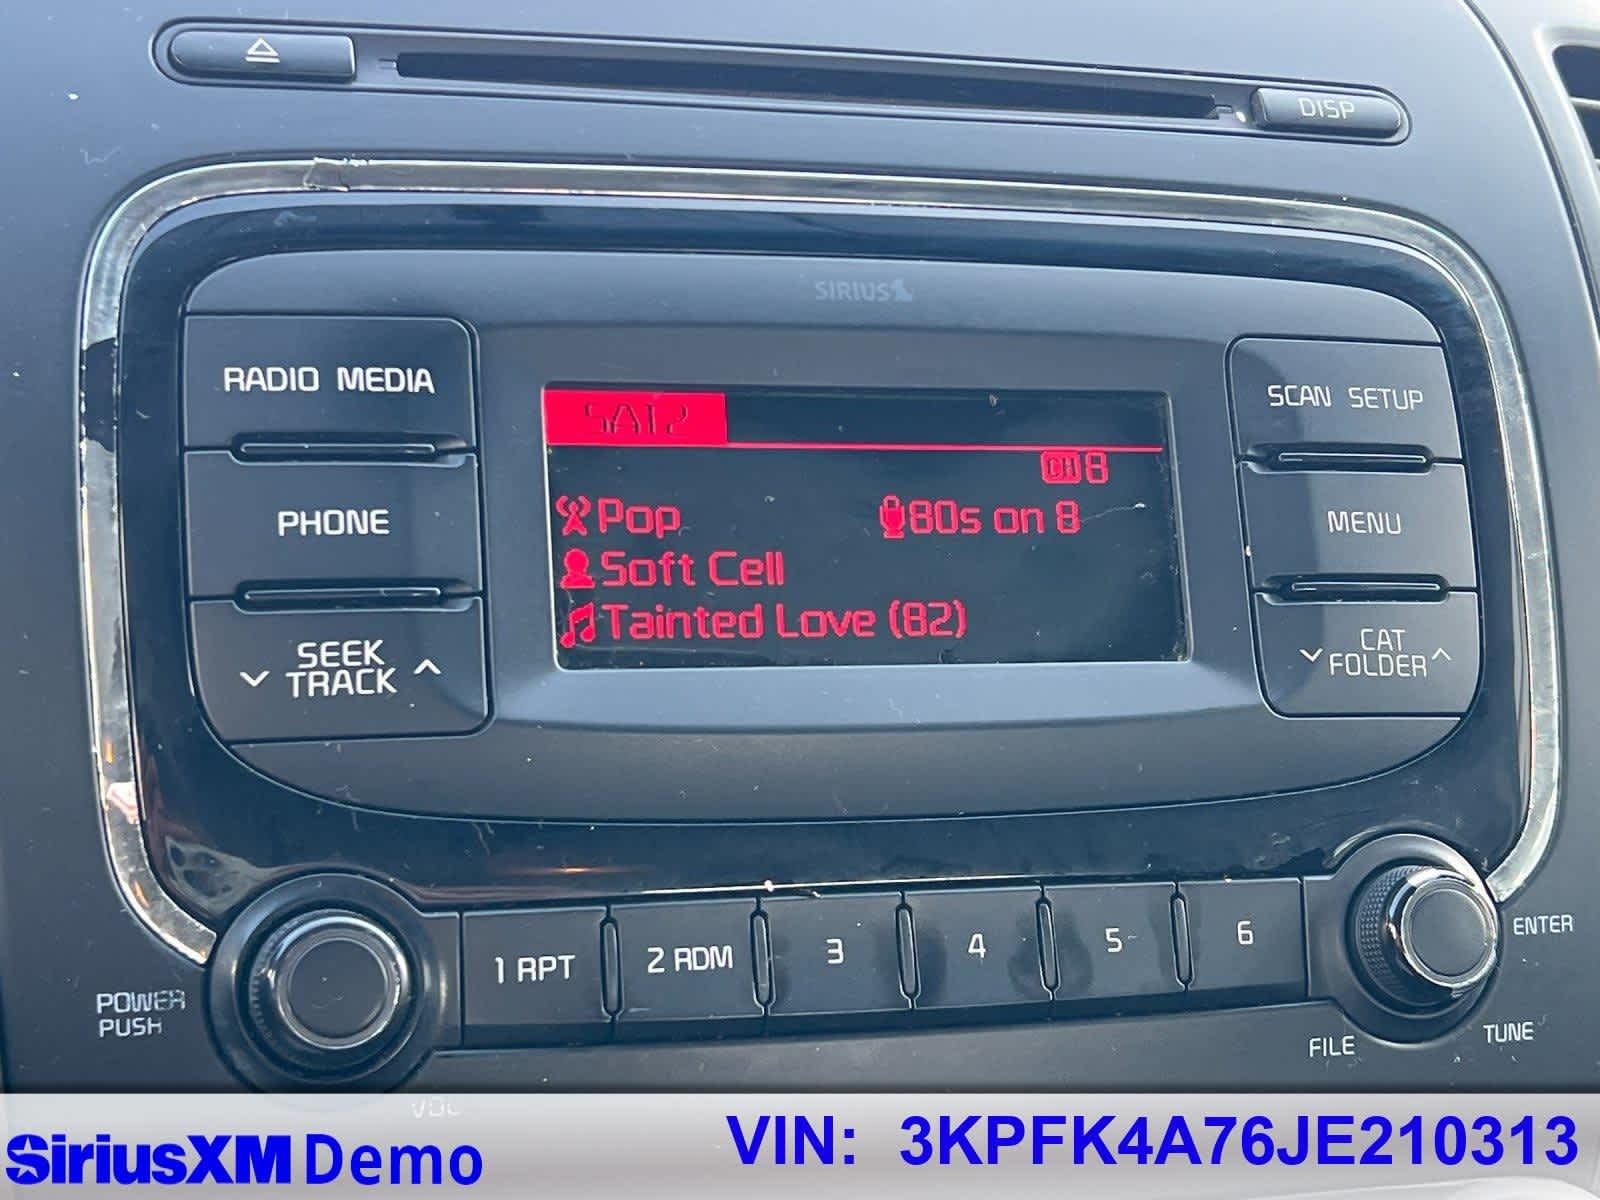 DISP
SIRIUS
RADIO MEDIA
SCAN SETUP
SAT2
CH 8
Pop 80s on 8
PHONE
MENU
Soft Cell
Tainted Love (82)
SEEK
TRACK
CAT
FOLDER
1 RPT 2 RDM 3 4 5 6
ENTER
POWER
PUSH
FILE
TUNE
VOL
SiriusXM Demo
VIN: 3KPFK4A76JE210313